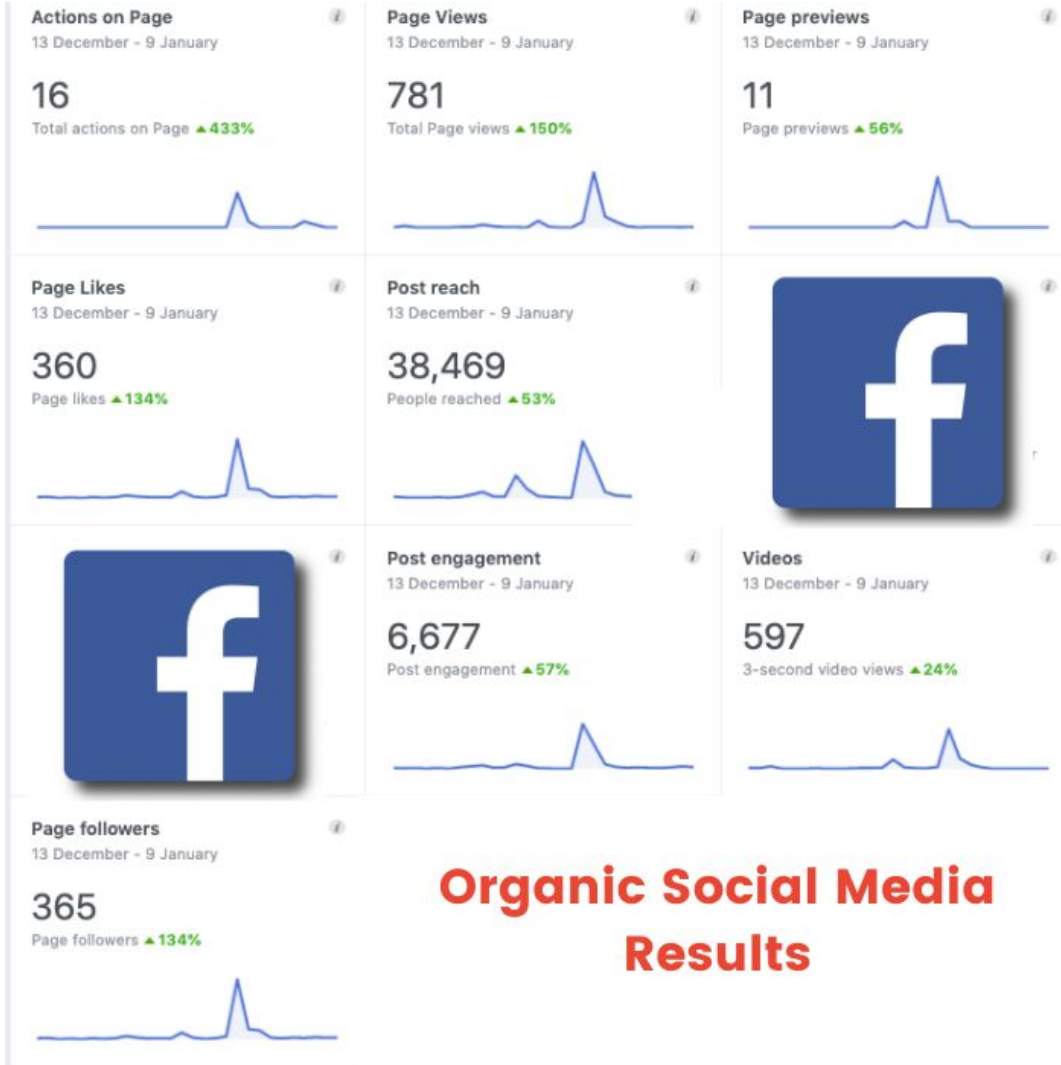 Actions on Page
13 December - 9 January
16
Total actions on Page ▲433%
Page Views
13 December - 9 January
781
Total Page views ▲150%
Page previews
13 December - 9 January
11
Page previews ▲56%
Page Likes
13 December - 9 January
360
Page likes ▲134%
Post reach
13 December - 9 January
38,469
People reached ▲53%
Post engagement
13 December - 9 January
6,677
Post engagement ▲57%
Videos
13 December - 9 January
597
3-second video views ▲24%
Page followers
13 December - 9 January
365
Page followers ▲134%
Organic Social Media
Results